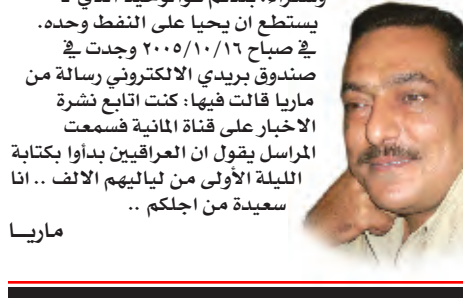 يستطع ان يحيا على النفط وحده.
في صباح ٢٠٠٥/١٠/١٦ وجدت في
صندوق بريدي الالكتروني رسالة من
ماريا قالت فيها: كنت اتابع نشرة
الاخبار على قناة المانية فسمعت
المراسل يقول ان العراقيين بدأوا بكتابة
الليلة الأولى من لياليهم الالف .. انا
سعيدة من اجلكم ..
ماريــا